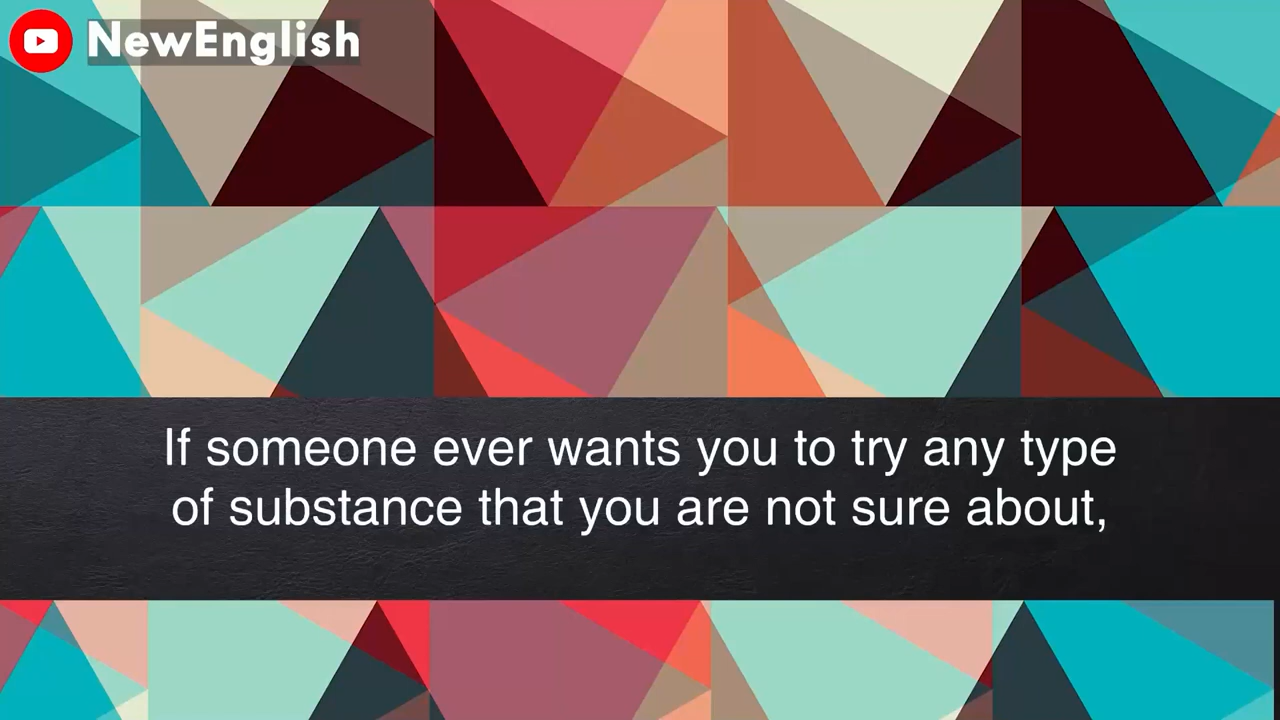 NewEnglish
If someone ever wants you to try any type
of substance that you are not sure about,